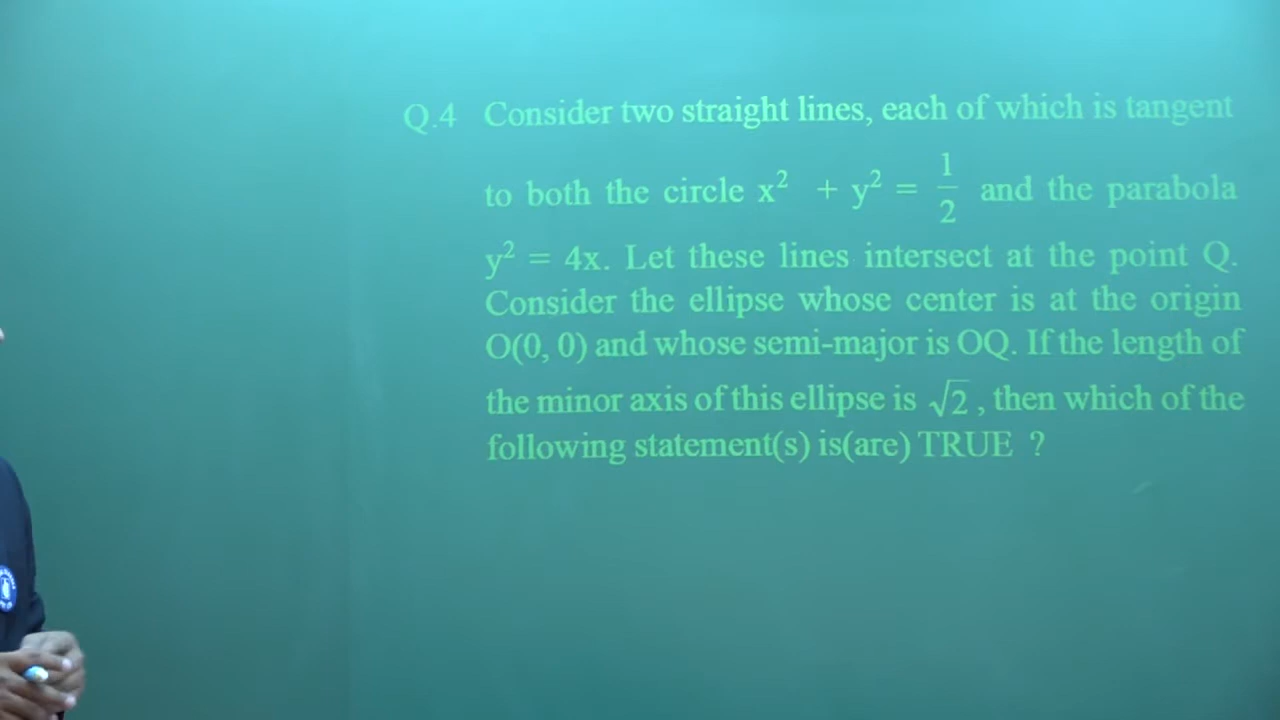 Q.4 Consider two straight lines, each of which is tangent
to both the circle x² + y² = 1/2 and the parabola
y² = 4x. Let these lines intersect at the point Q.
Consider the ellipse whose center is at the origin
O(0, 0) and whose semi-major is OQ. If the length of
the minor axis of this ellipse is √2, then which of the
following statement(s) is(are) TRUE ?